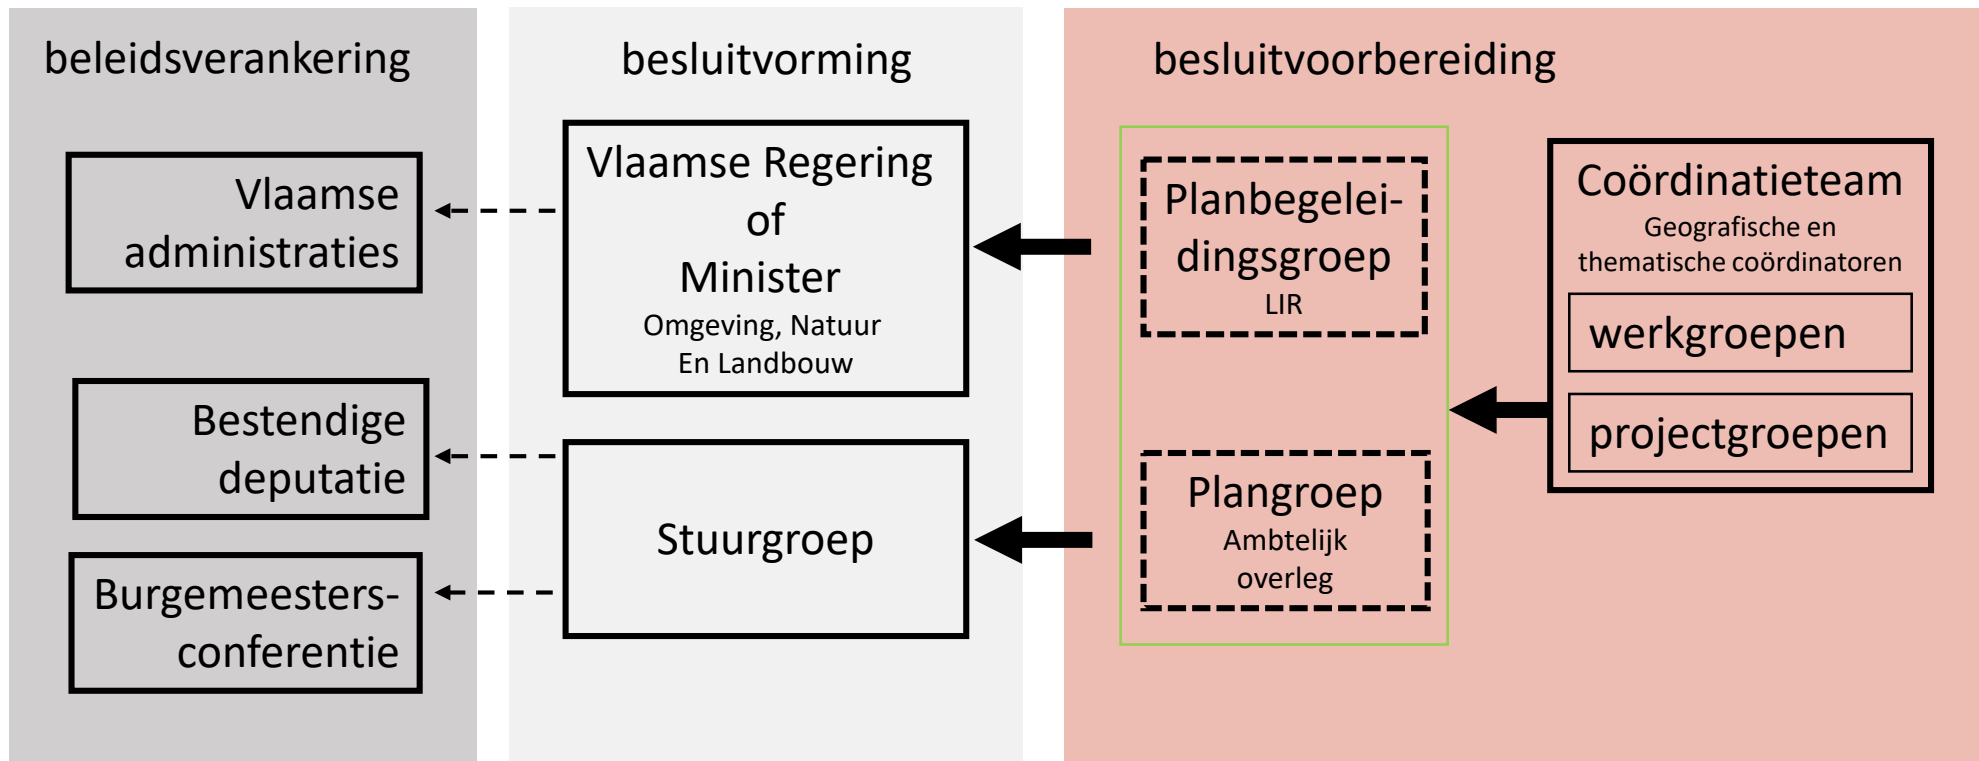 beleidsverankering
Vlaamse
administraties
Bestendige
deputatie
Burgemeesters-
conferentie
besluitvorming
Vlaamse Regering
of
Minister
Omgeving, Natuur
En Landbouw
Stuurgroep
besluitvoorbereiding
Planbegelei-
dingsgroep
LIR
Plangroep
Ambtelijk
overleg
Coördinatieteam
Geografische en
thematische coördinatoren
werkgroepen
projectgroepen